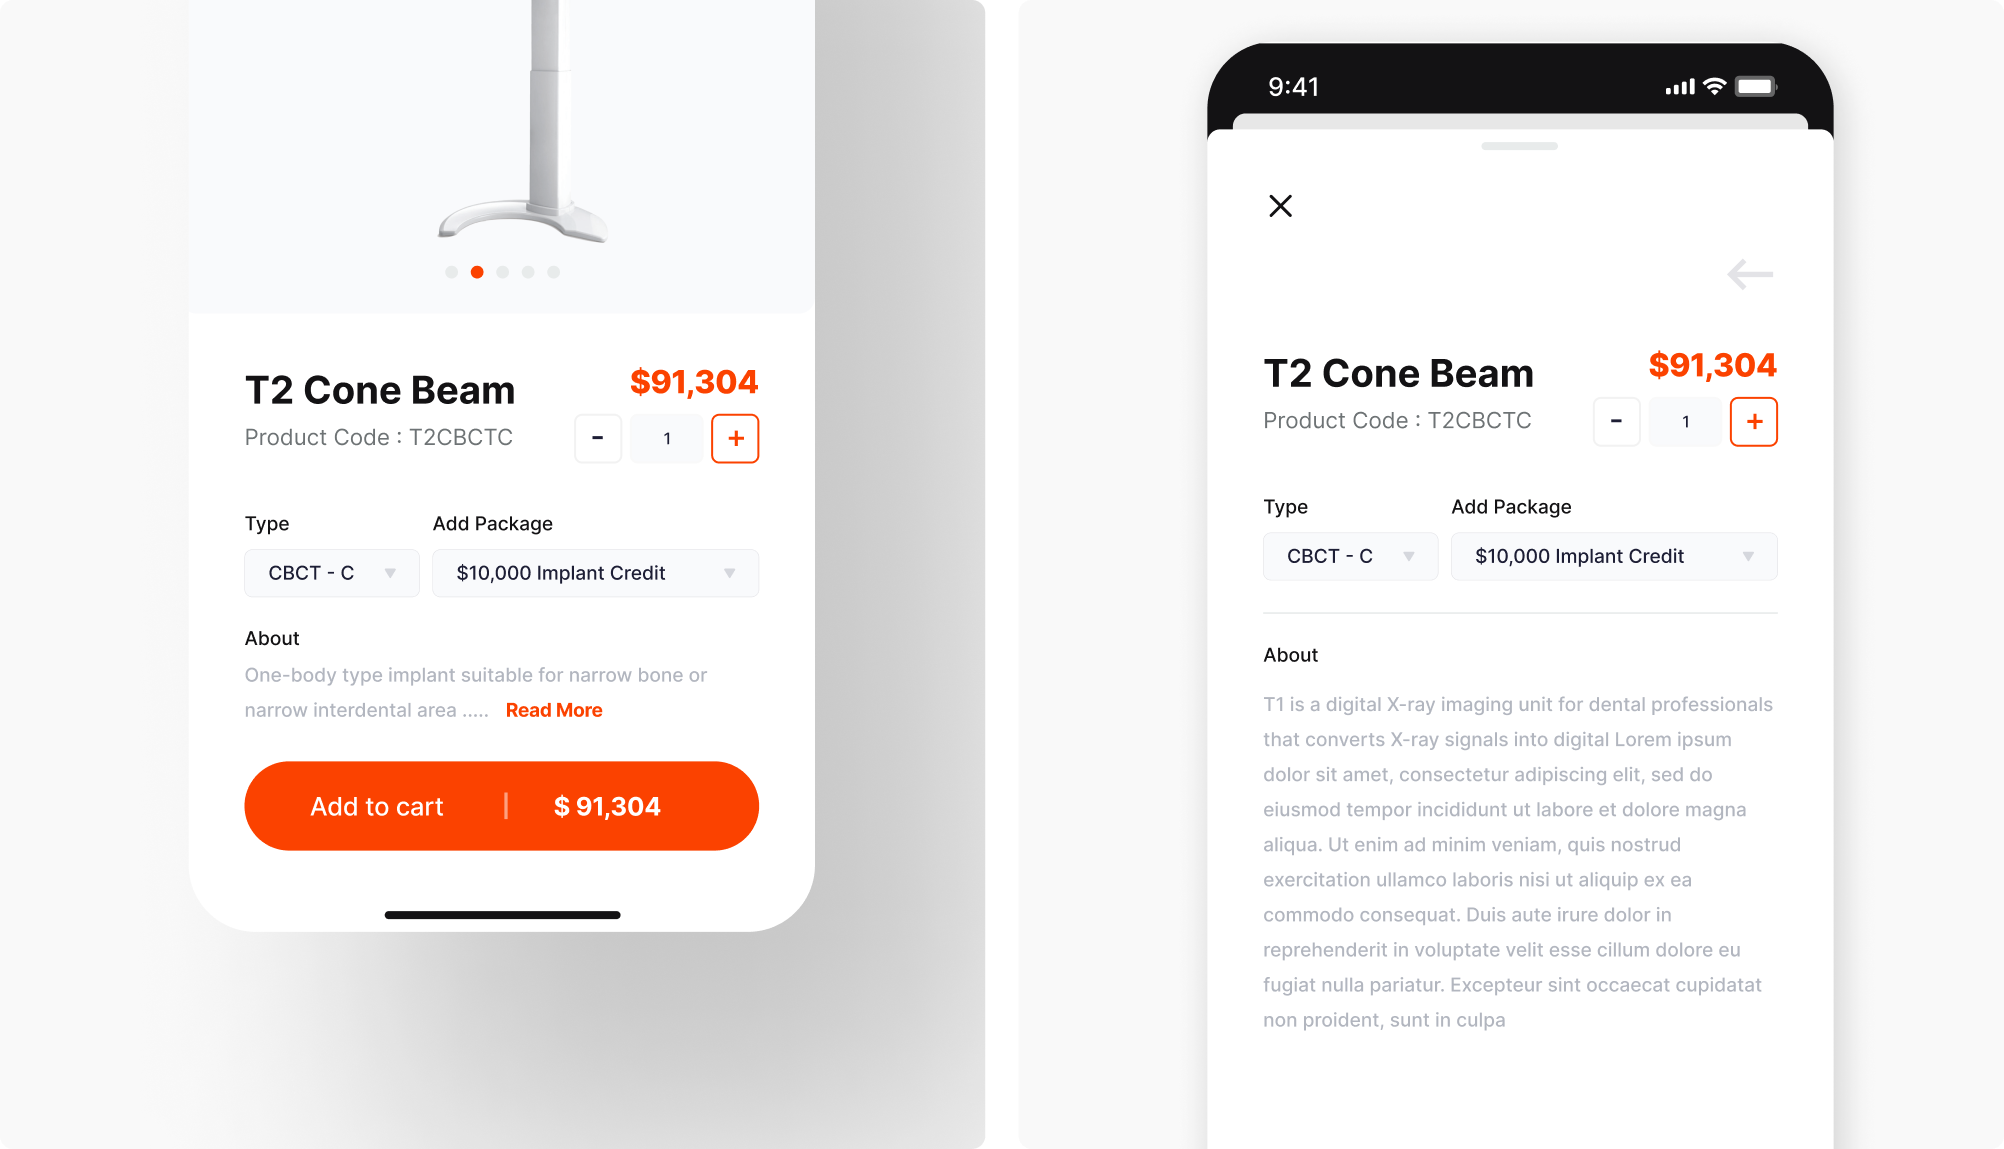 T2 Cone Beam
$91,304
Product Code : T2CBCTC
- 1 +
Type
Add Package
CBCT - C
$10,000 Implant Credit
About
One-body type implant suitable for narrow bone or
narrow interdental area ..... Read More
Add to cart | $ 91,304
9:41
T2 Cone Beam
$91,304
Product Code : T2CBCTC
- 1 +
Type
Add Package
CBCT - C
$10,000 Implant Credit
About
T1 is a digital X-ray imaging unit for dental professionals
that converts X-ray signals into digital Lorem ipsum
dolor sit amet, consectetur adipiscing elit, sed do
eiusmod tempor incididunt ut labore et dolore magna
aliqua. Ut enim ad minim veniam, quis nostrud
exercitation ullamco laboris nisi ut aliquip ex ea
commodo consequat. Duis aute irure dolor in
reprehenderit in voluptate velit esse cillum dolore eu
fugiat nulla pariatur. Excepteur sint occaecat cupidatat
non proident, sunt in culpa